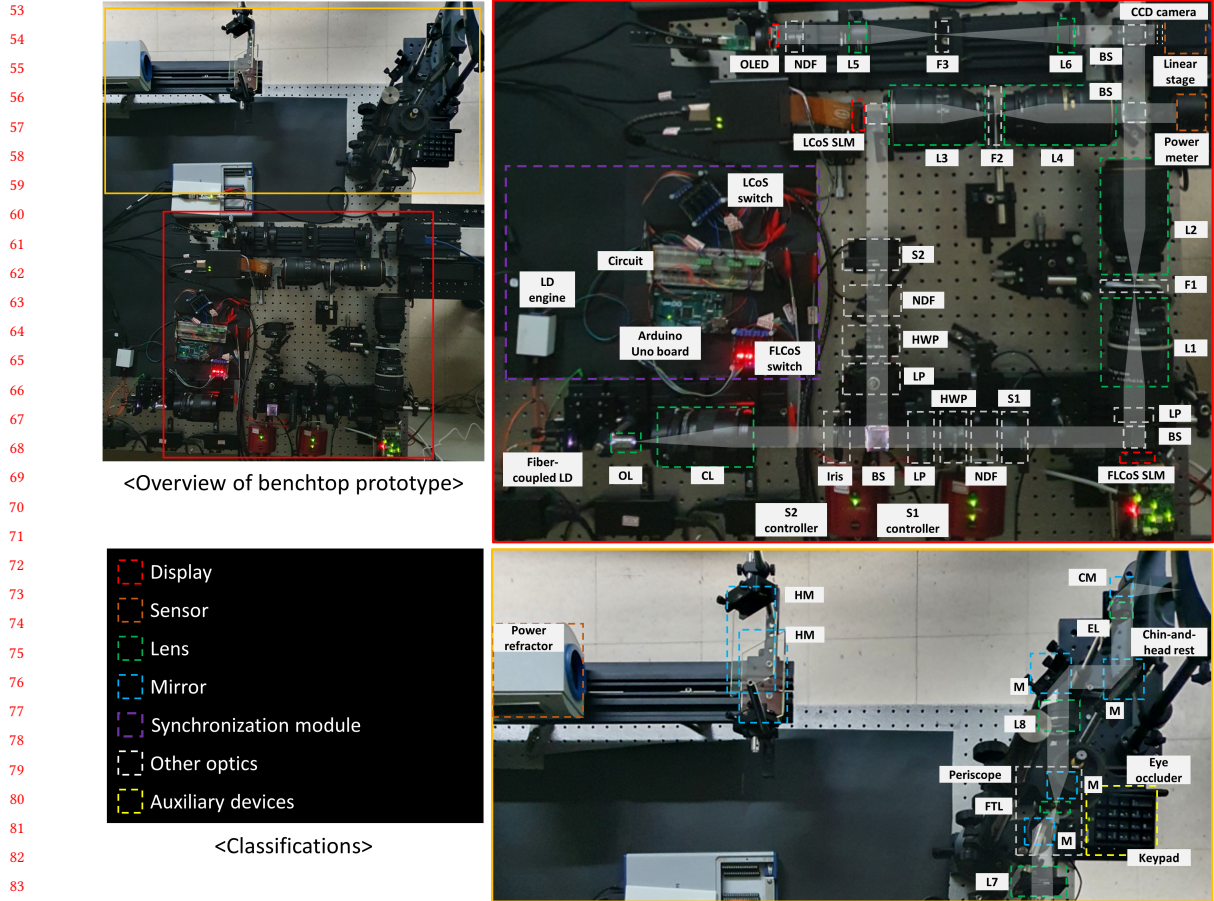 53
54
55
56
57
58
59
60
61
62
63
64
65
66
67
68
69
70
71
72
73
74
75
76
77
78
79
80
81
82
83
<Overview of benchtop prototype>
CCD camera
OLED
NDF
L5
F3
L6
BS
Linear
stage
BS
LCoS SLM
L3
F2
L4
Power
meter
LCoS
switch
Circuit
S2
L2
LD
engine
NDF
F1
Arduino
Uno board
FLCoS
switch
HWP
L1
LP
HWP
S1
LP
BS
Fiber-
coupled LD
OL
CL
Iris
BS
LP
NDF
FLCoS SLM
S2
controller
S1
controller
Display
Sensor
Lens
Mirror
Synchronization module
Other optics
Auxiliary devices
<Classifications>
CM
HM
EL
HM
Power
refractor
Chin-and-
head rest
M
M
L8
Periscope
Eye
occluder
M
FTL
M
Keypad
L7